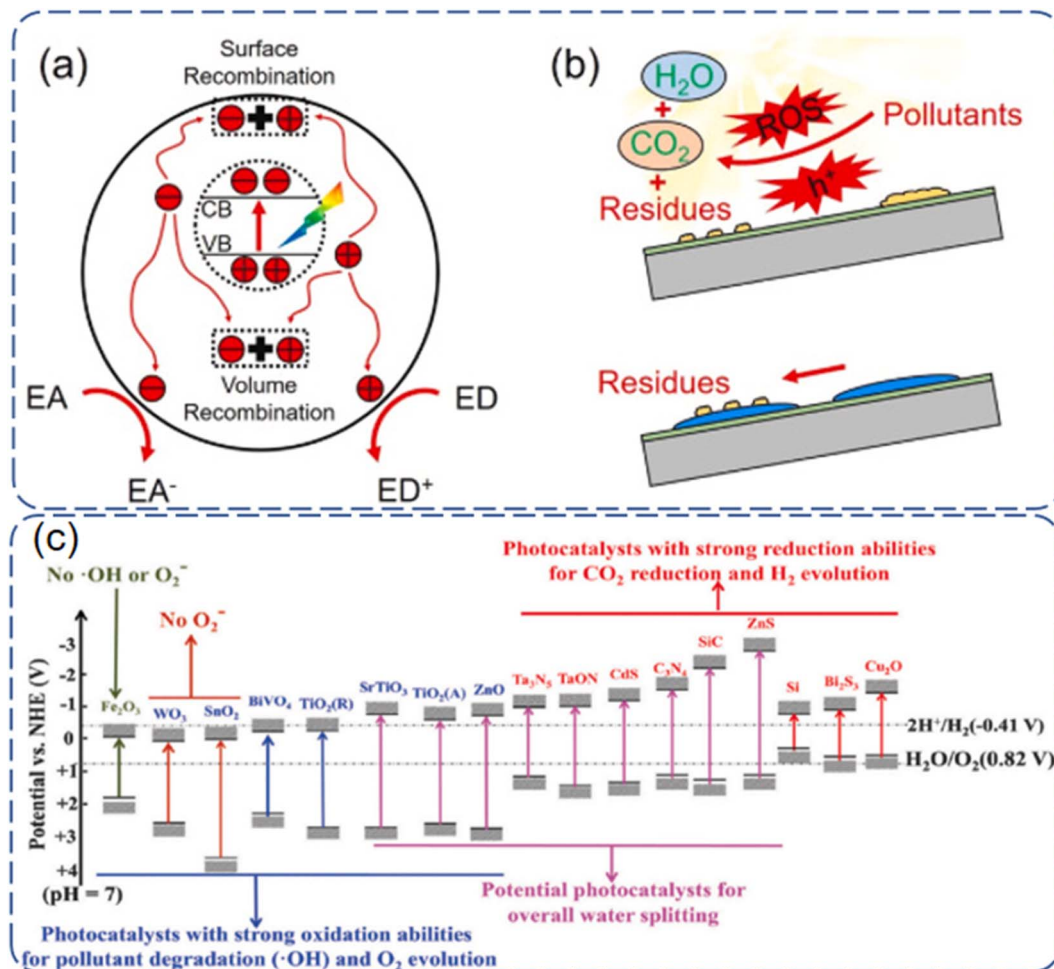 (a)
Surface
Recombination
CB
VB
Volume
Recombination
EA
ED
EA⁻
ED⁺
(b)
H₂O
+
CO₂
+
Residues
ROS
h⁺
Pollutants
Residues
(c)
Photocatalysts with strong reduction abilities
for CO₂ reduction and H₂ evolution
No ·OH or O₂⁻
No O₂⁻
Potential vs. NHE (V)
-3
-2
-1
0
+1
+2
+3
+4
(pH = 7)
Fe₂O₃
WO₃
SnO₂
BiVO₄
TiO₂(R)
SrTiO₃
TiO₂(A)
ZnO
Ta₃N₅
TaON
CdS
C₃N₄
SiC
ZnS
Si
Bi₂S₃
Cu₂O
2H⁺/H₂(-0.41 V)
H₂O/O₂(0.82 V)
Potential photocatalysts for
overall water splitting
Photocatalysts with strong oxidation abilities
for pollutant degradation (·OH) and O₂ evolution